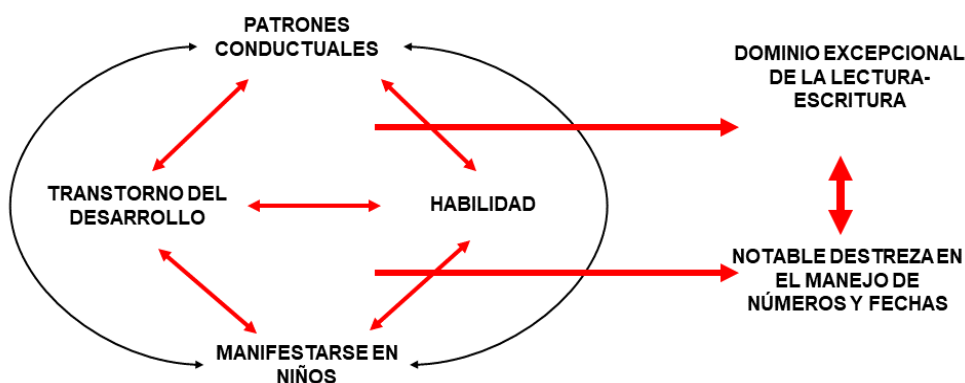 PATRONES
CONDUCTUALES
DOMINIO EXCEPCIONAL
DE LA LECTURA-
ESCRITURA
TRANSTORNO DEL
DESARROLLO
HABILIDAD
NOTABLE DESTREZA EN
EL MANEJO DE
NÚMEROS Y FECHAS
MANIFESTARSE EN
NIÑOS